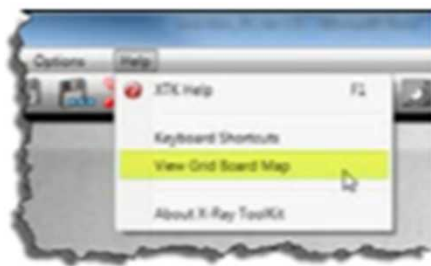 Options Help
XTK Help F1
Keyboard Shortcuts
View Grid Board Map
About X-Ray ToolKit